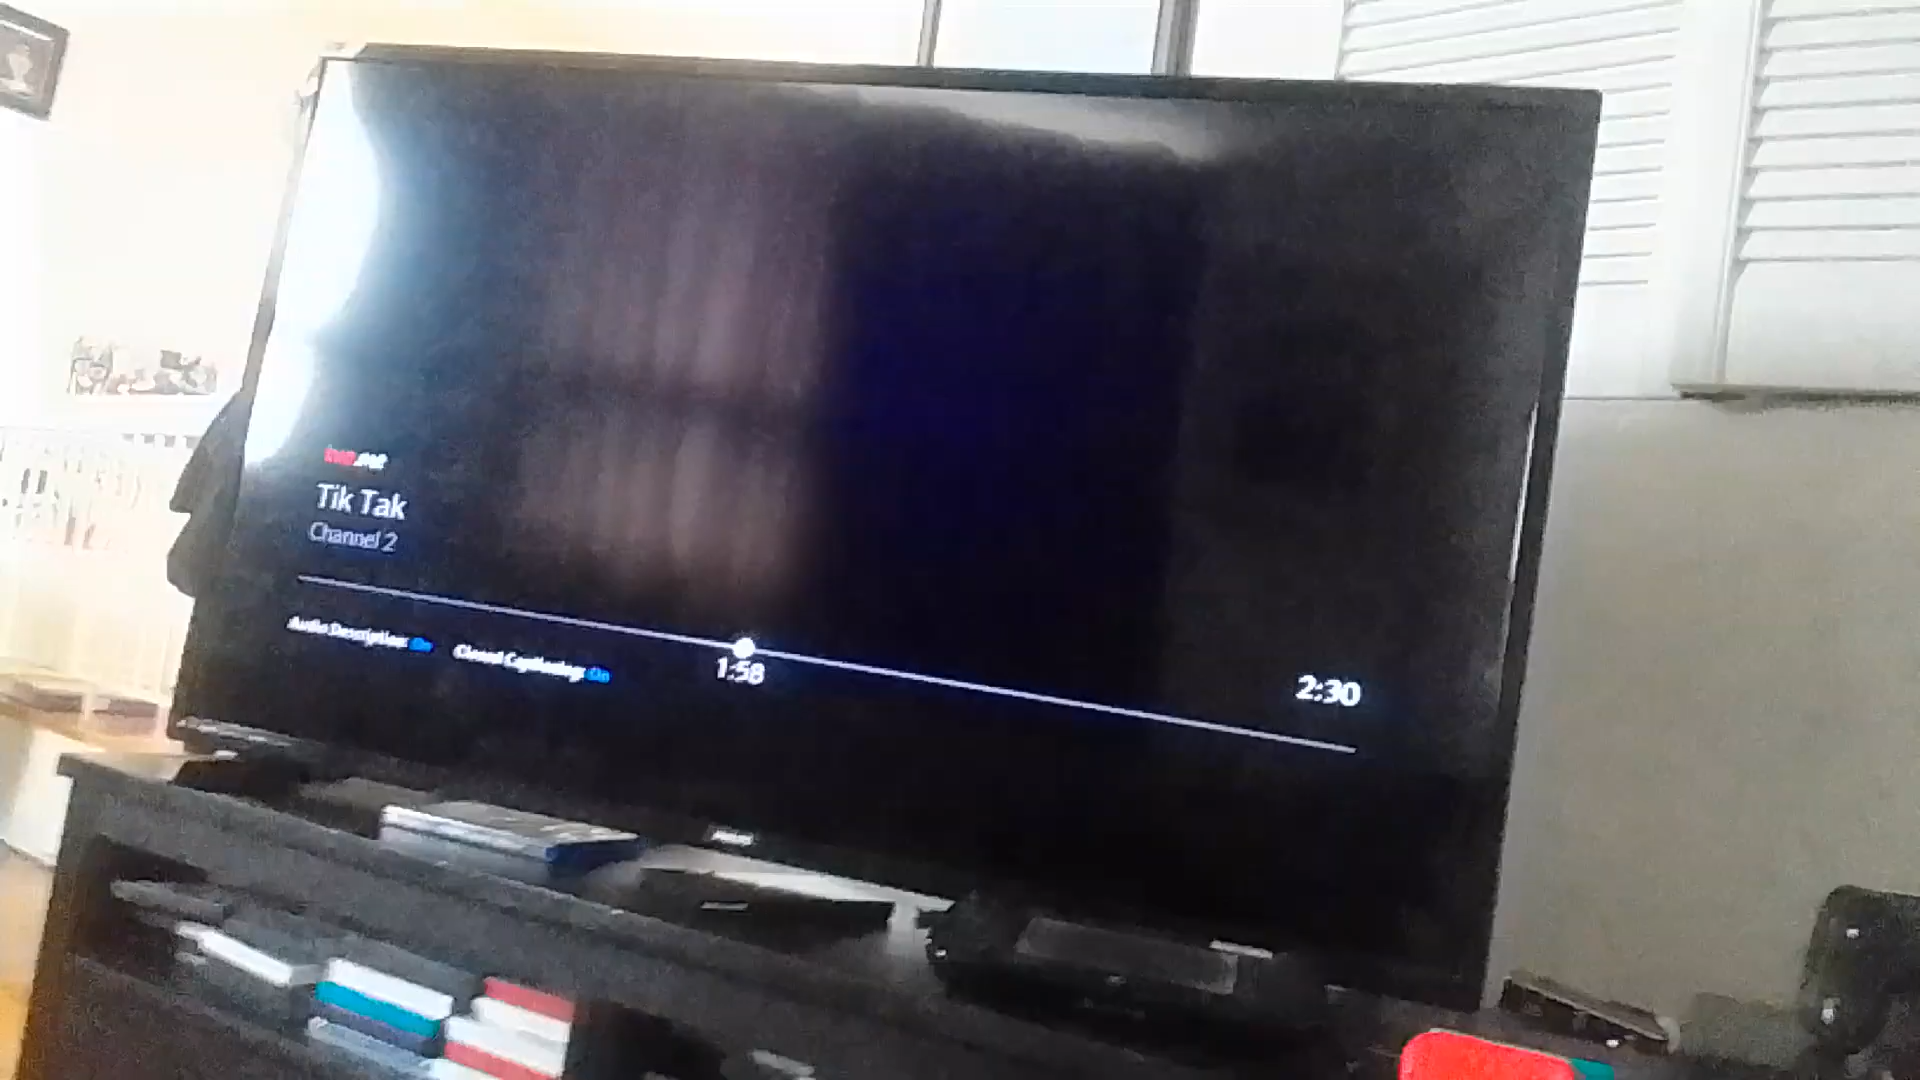 Tik Tak
Channel 2
Audio Description: On Closed Captioning: On
1:58
2:30